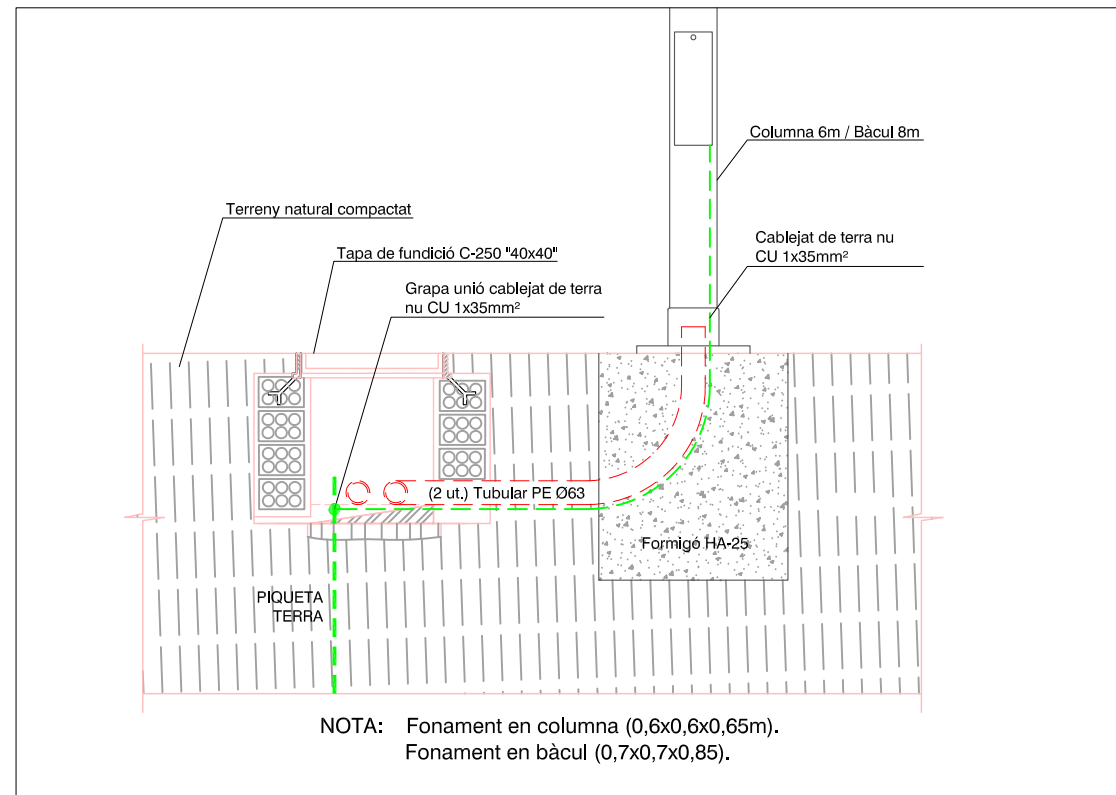 Columna 6m / Bàcul 8m
Terreny natural compactat
Tapa de fundició C-250 "40x40"
Cablejat de terra nu
CU 1x35mm²
Grapa unió cablejat de terra
nu CU 1x35mm²
(2 ut.) Tubular PE Ø63
Formigó HA-25
PIQUETA
TERRA
NOTA: Fonament en columna (0,6x0,6x0,65m).
Fonament en bàcul (0,7x0,7x0,85).